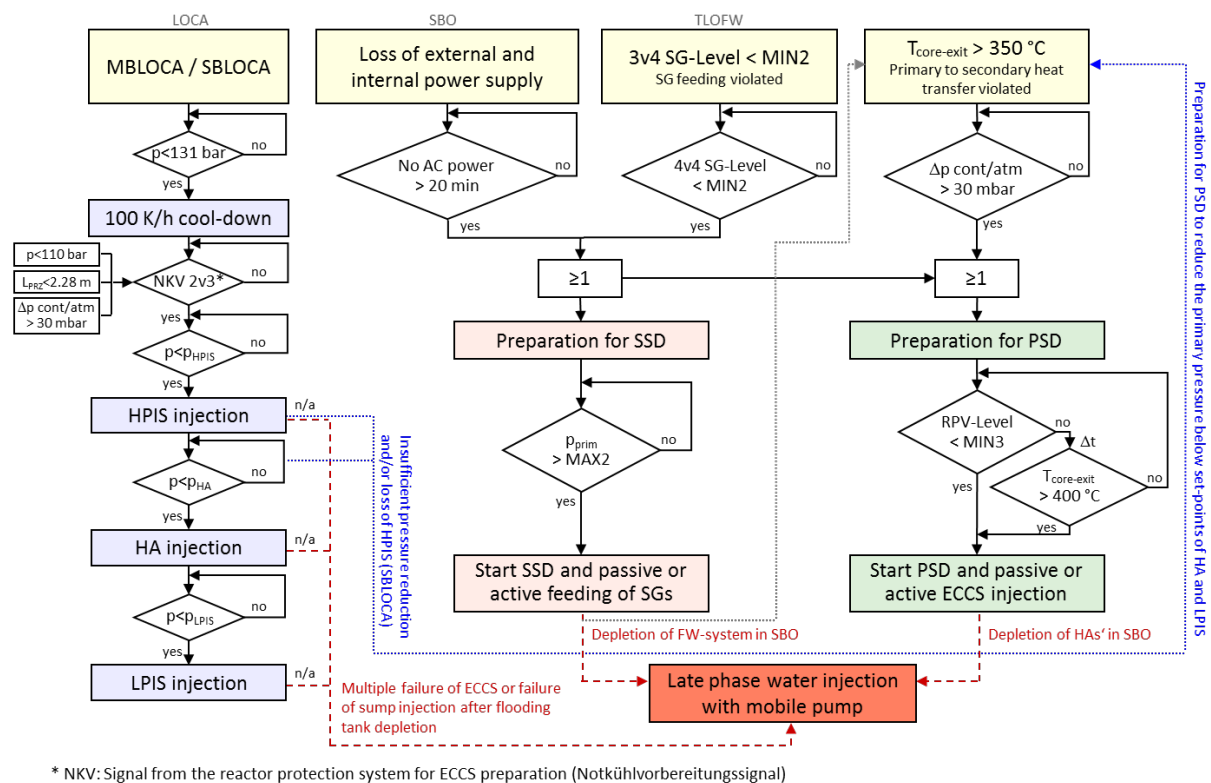 LOCA
MBLOCA / SBLOCA
p<131 bar
no
yes
100 K/h cool-down
p<110 bar
L_PRZ<2.28 m
Δp cont/atm
> 30 mbar
NKV 2v3*
no
yes
p<p_HPIS
no
yes
HPIS injection
n/a
p<p_HA
no
yes
HA injection
n/a
p<p_LPIS
no
yes
LPIS injection
n/a
Insufficient pressure reduction
and/or loss of HPIS (SBLOCA)
Multiple failure of ECCS or failure
of sump injection after flooding
tank depletion
SBO
Loss of external and
internal power supply
No AC power
> 20 min
no
yes
TLOFW
3v4 SG-Level < MIN2
SG feeding violated
4v4 SG-Level
< MIN2
no
yes
≥1
Preparation for SSD
p_prim
> MAX2
no
yes
Start SSD and passive or
active feeding of SGs
Depletion of FW-system in SBO
T_core-exit > 350 °C
Primary to secondary heat
transfer violated
Δp cont/atm
> 30 mbar
no
yes
≥1
Preparation for PSD
RPV-Level
< MIN3
no
Δt
yes
T_core-exit
> 400 °C
no
yes
Start PSD and passive or
active ECCS injection
Depletion of HAs‘ in SBO
Late phase water injection
with mobile pump
Preparation for PSD to reduce the primary pressure below set-points of HA and LPIS
* NKV: Signal from the reactor protection system for ECCS preparation (Notkühlvorbereitungssignal)